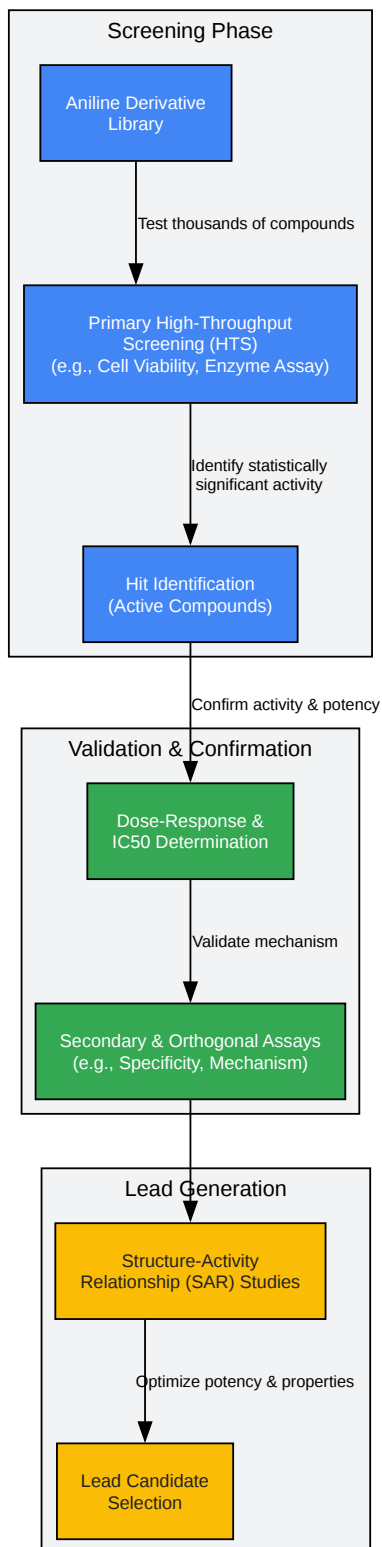 Screening Phase
Aniline Derivative
Library
Test thousands of compounds
Primary High-Throughput
Screening (HTS)
(e.g., Cell Viability, Enzyme Assay)
Identify statistically
significant activity
Hit Identification
(Active Compounds)
Confirm activity & potency
Validation & Confirmation
Dose-Response &
IC50 Determination
Validate mechanism
Secondary & Orthogonal Assays
(e.g., Specificity, Mechanism)
Lead Generation
Structure-Activity
Relationship (SAR) Studies
Optimize potency & properties
Lead Candidate
Selection